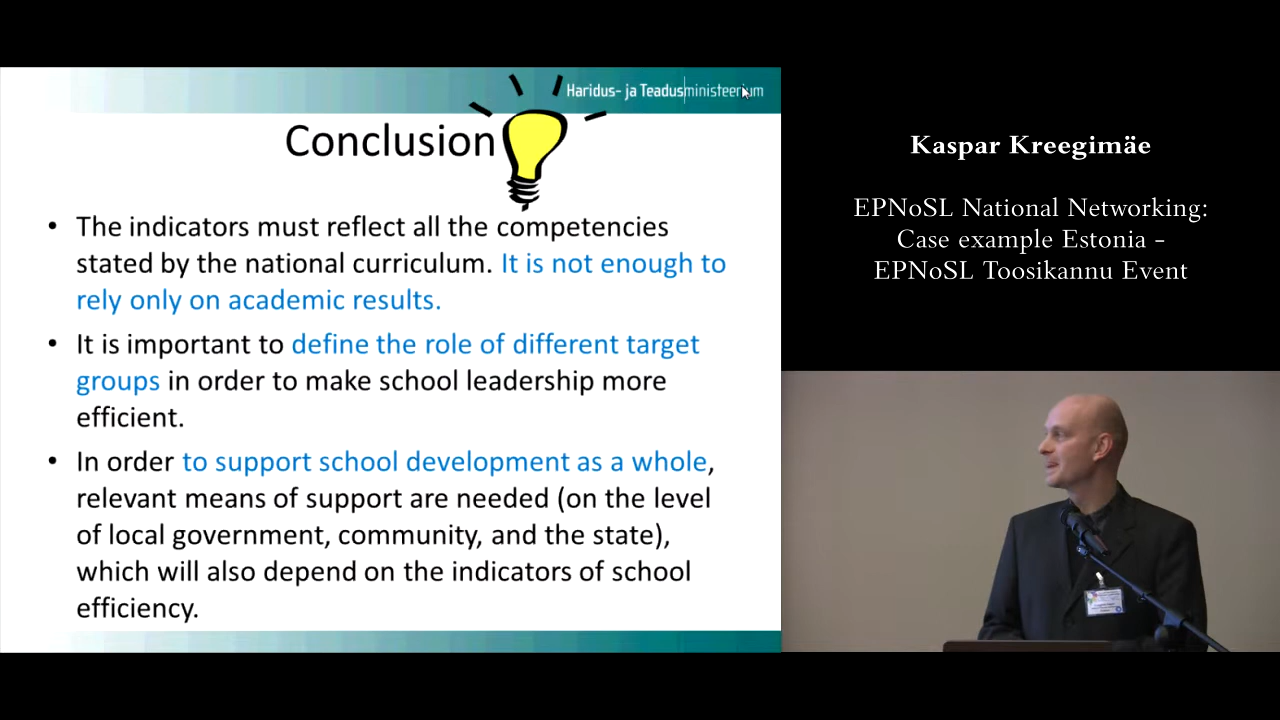 Haridus- ja Teadusministeerium
Conclusion
• The indicators must reflect all the competencies
stated by the national curriculum. It is not enough to
rely only on academic results.
• It is important to define the role of different target
groups in order to make school leadership more
efficient.
• In order to support school development as a whole,
relevant means of support are needed (on the level
of local government, community, and the state),
which will also depend on the indicators of school
efficiency.
Kaspar Kreegimäe
EPNoSL National Networking:
Case example Estonia -
EPNoSL Toosikannu Event